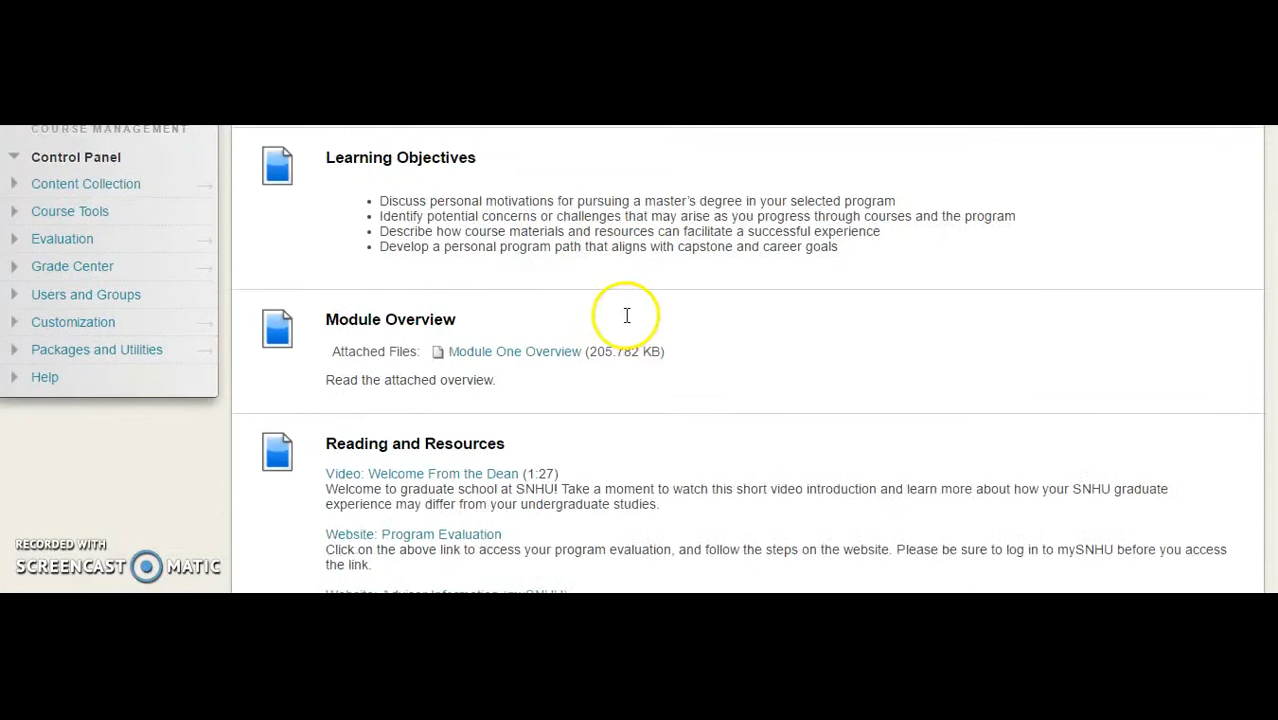 COURSE MANAGEMENT
Control Panel
Content Collection
Course Tools
Evaluation
Grade Center
Users and Groups
Customization
Packages and Utilities
Help
RECORDED WITH
SCREENCAST MATIC
Learning Objectives
• Discuss personal motivations for pursuing a master's degree in your selected program
• Identify potential concerns or challenges that may arise as you progress through courses and the program
• Describe how course materials and resources can facilitate a successful experience
• Develop a personal program path that aligns with capstone and career goals
Module Overview
Attached Files: Module One Overview (205.782 KB)
Read the attached overview.
Reading and Resources
Video: Welcome From the Dean (1:27)
Welcome to graduate school at SNHU! Take a moment to watch this short video introduction and learn more about how your SNHU graduate
experience may differ from your undergraduate studies.
Website: Program Evaluation
Click on the above link to access your program evaluation, and follow the steps on the website. Please be sure to log in to mySNHU before you access
the link.
Website: Advisor Information (mySNHU)